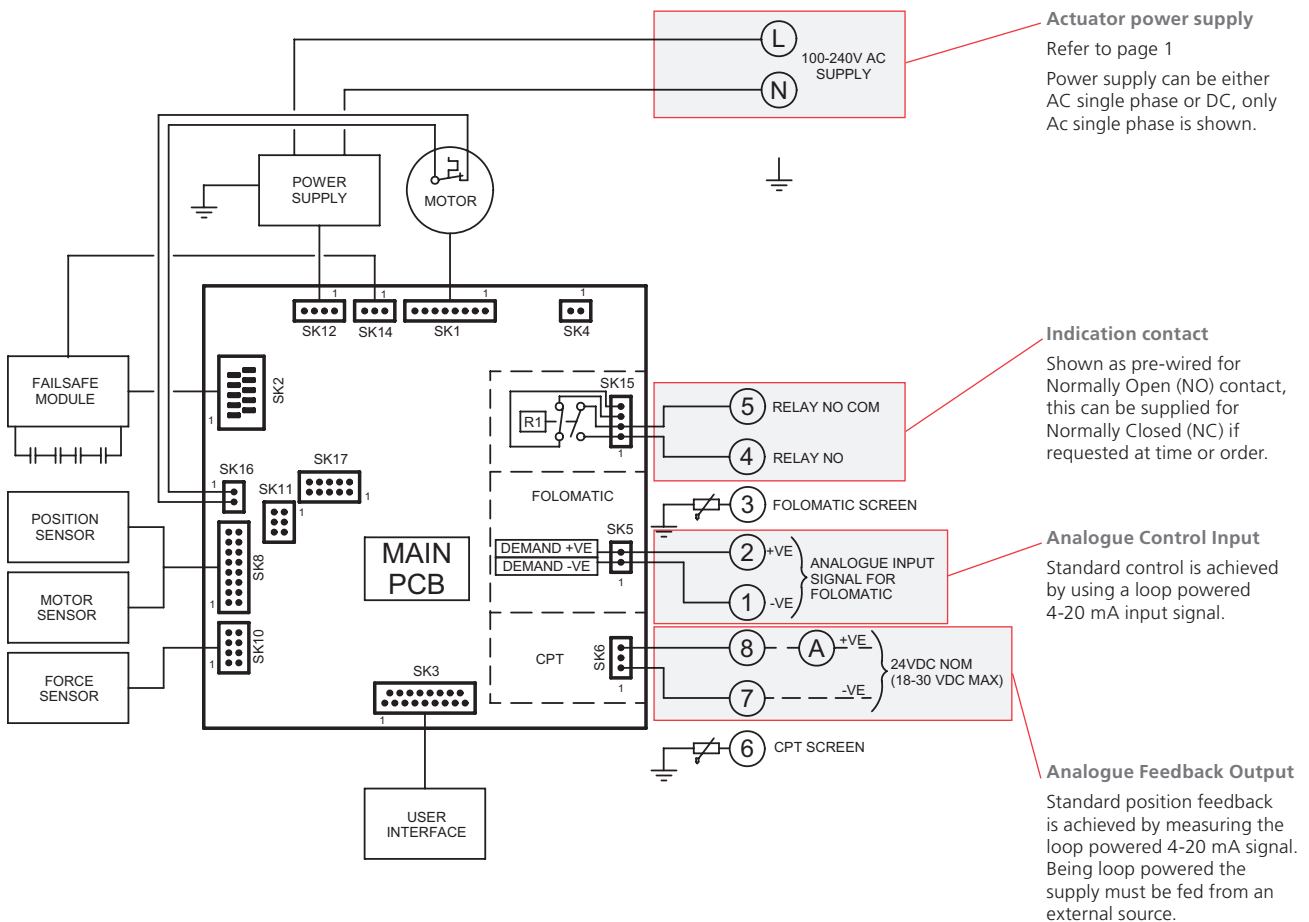 Actuator power supply
Refer to page 1
Power supply can be either
AC single phase or DC, only
Ac single phase is shown.
L
N
100-240V AC
SUPPLY
POWER
SUPPLY
MOTOR
1
1
1
1
SK12
SK14
SK1
SK4
FAILSAFE
MODULE
SK2
1
SK15
R1
1
5
RELAY NO COM
4
RELAY NO
Indication contact
Shown as pre-wired for
Normally Open (NO) contact,
this can be supplied for
Normally Closed (NC) if
requested at time or order.
SK16
1
SK11
1
SK17
1
FOLOMATIC
3
FOLOMATIC SCREEN
POSITION
SENSOR
MOTOR
SENSOR
SK8
1
MAIN
PCB
DEMAND +VE
DEMAND -VE
SK5
1
2
+VE
1
-VE
ANALOGUE INPUT
SIGNAL FOR
FOLOMATIC
Analogue Control Input
Standard control is achieved
by using a loop powered
4-20 mA input signal.
FORCE
SENSOR
SK10
1
SK3
1
CPT
SK6
1
8
A
+VE
7
-VE
24VDC NOM
(18-30 VDC MAX)
6
CPT SCREEN
USER
INTERFACE
Analogue Feedback Output
Standard position feedback
is achieved by measuring the
loop powered 4-20 mA signal.
Being loop powered the
supply must be fed from an
external source.